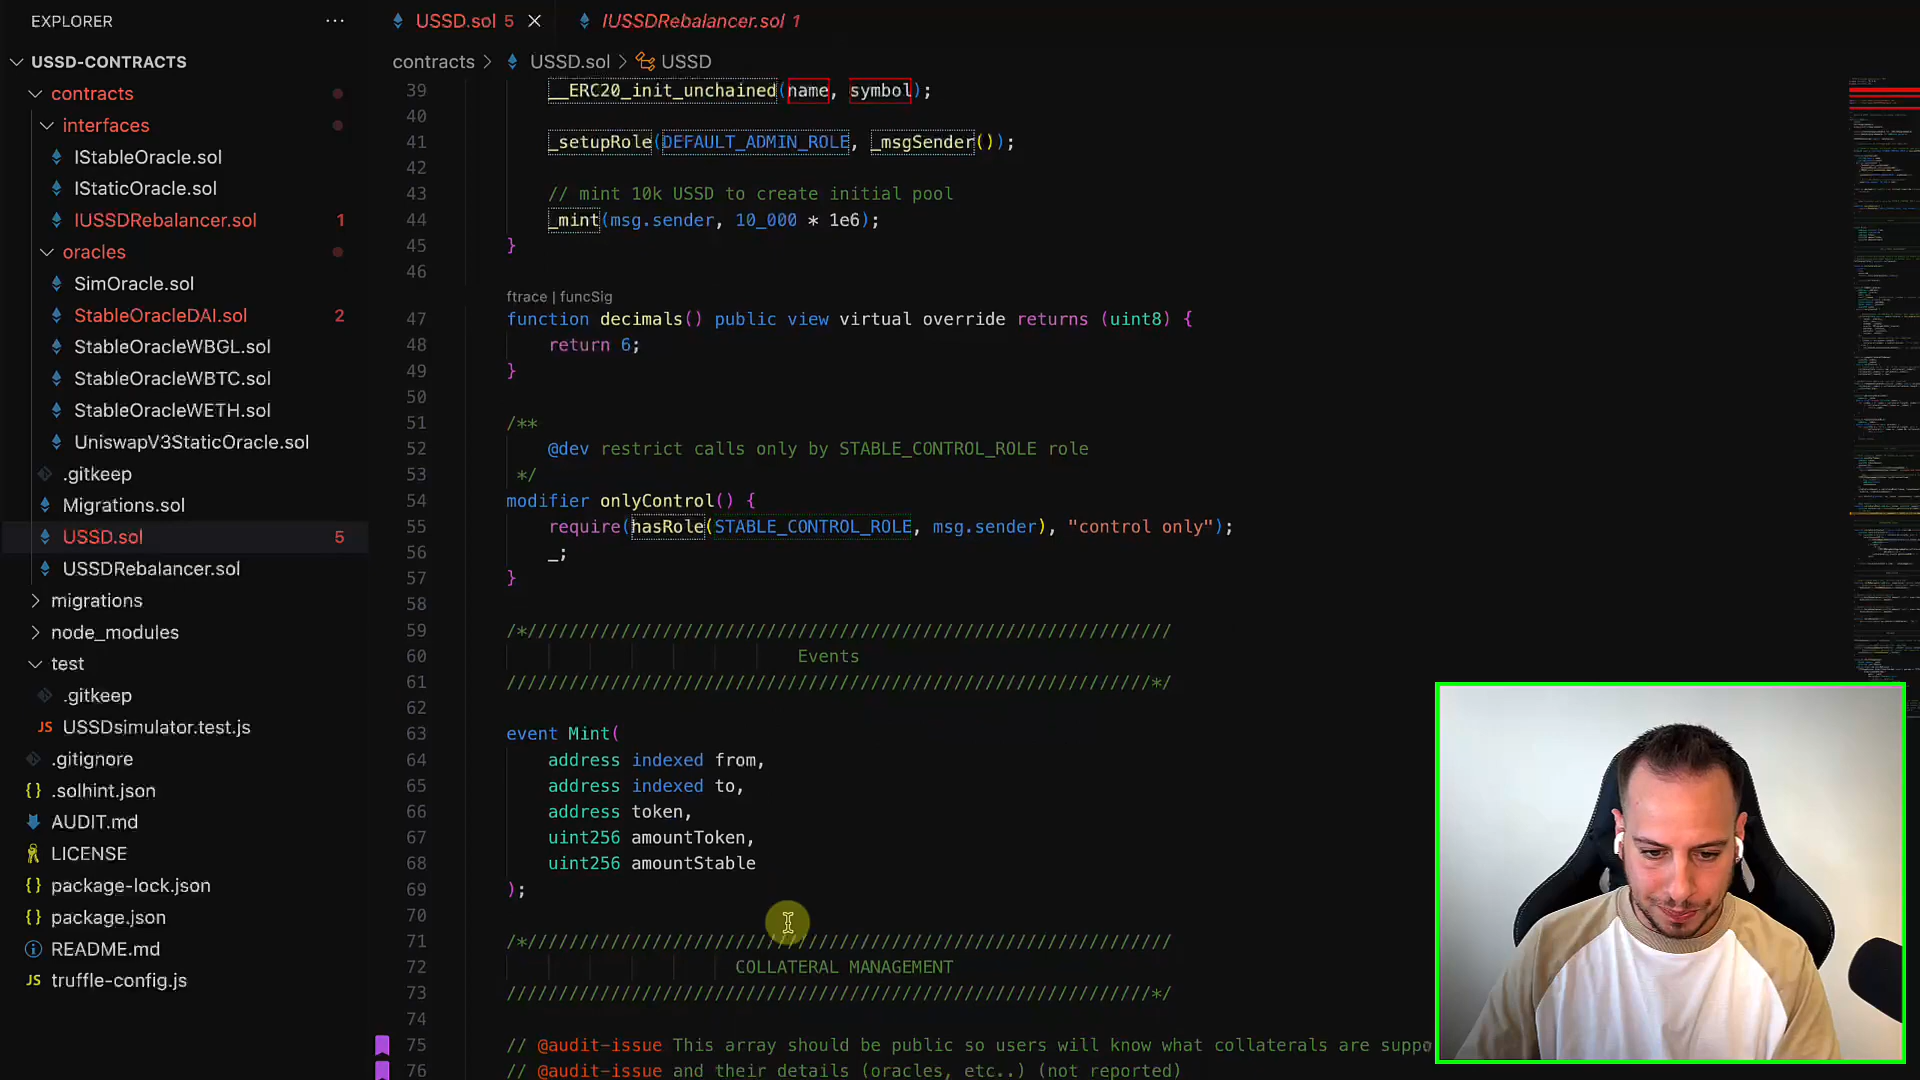 EXPLORER
USSD-CONTRACTS
contracts
interfaces
IStableOracle.sol
IStaticOracle.sol
IUSSDRebalancer.sol 1
oracles
SimOracle.sol
StableOracleDAI.sol 2
StableOracleWBGL.sol
StableOracleWBTC.sol
StableOracleWETH.sol
UniswapV3StaticOracle.sol
.gitkeep
Migrations.sol
USSD.sol 5
USSDRebalancer.sol
migrations
node_modules
test
.gitkeep
JS USSDsimulator.test.js
.gitignore
{} .solhint.json
AUDIT.md
LICENSE
{} package-lock.json
{} package.json
README.md
JS truffle-config.js
USSD.sol 5
IUSSDRebalancer.sol 1
contracts > USSD.sol > USSD
39 __ERC20_init_unchained(name, symbol);
40
41 _setupRole(DEFAULT_ADMIN_ROLE, _msgSender());
42
43 // mint 10k USSD to create initial pool
44 _mint(msg.sender, 10_000 * 1e6);
45 }
46
ftrace | funcSig
47 function decimals() public view virtual override returns (uint8) {
48 return 6;
49 }
50
51 /**
52 @dev restrict calls only by STABLE_CONTROL_ROLE role
53 */
54 modifier onlyControl() {
55 require(hasRole(STABLE_CONTROL_ROLE, msg.sender), "control only");
56 _;
57 }
58
59 /*//////////////////////////////////////////////////////////////
60 Events
61 //////////////////////////////////////////////////////////////*/
62
63 event Mint(
64 address indexed from,
65 address indexed to,
66 address token,
67 uint256 amountToken,
68 uint256 amountStable
69 );
70
71 /*//////////////////////////////////////////////////////////////
72 COLLATERAL MANAGEMENT
73 //////////////////////////////////////////////////////////////*/
74
75 // @audit-issue This array should be public so users will know what collaterals are suppo
76 // @audit-issue and their details (oracles, etc..) (not reported)